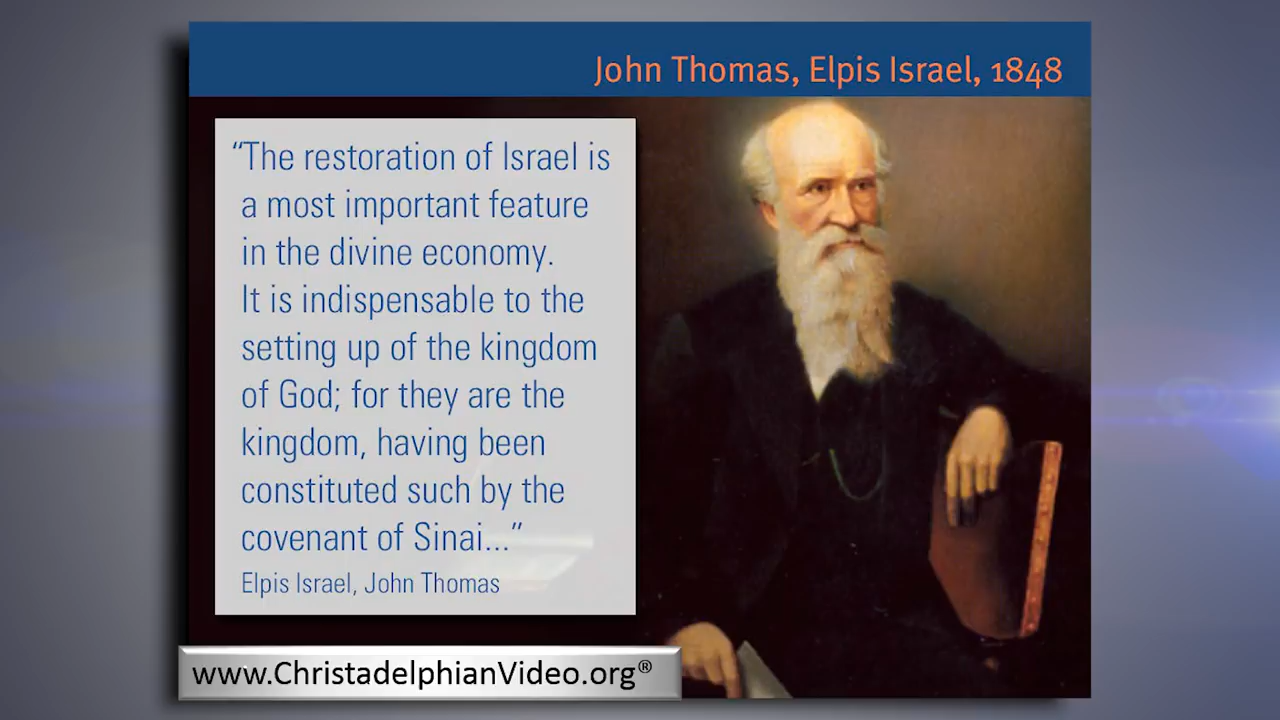 John Thomas, Elpis Israel, 1848
“The restoration of Israel is
a most important feature
in the divine economy.
It is indispensable to the
setting up of the kingdom
of God; for they are the
kingdom, having been
constituted such by the
covenant of Sinai...”
Elpis Israel, John Thomas
www.ChristadelphianVideo.org®